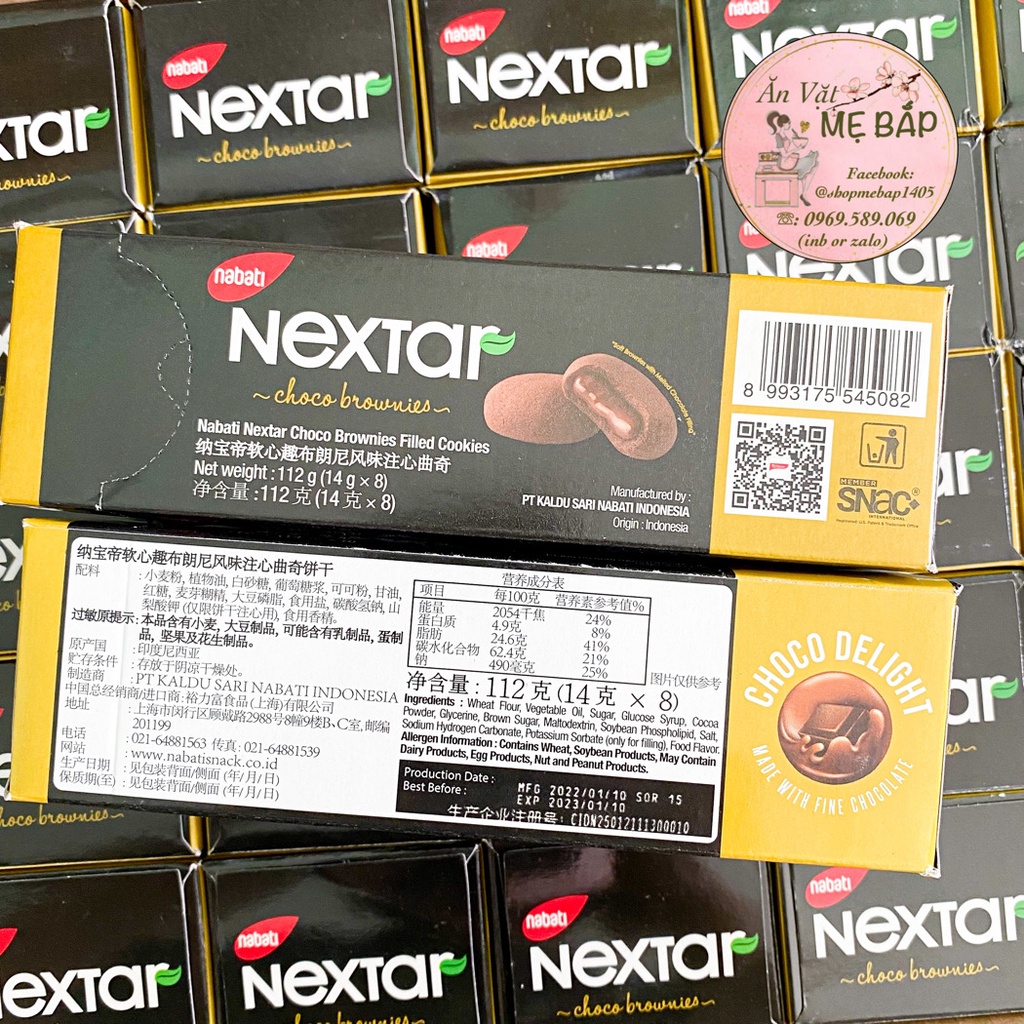 nabati
NEXTAR
~choco brownies~
nabati
NEXTAR
~choco brownies~
Ăn Vặt
MẸ BẮP
Facebook:
@shopmebap1405
☏: 0969.589.069
(inb or zalo)
nabati
NEXTAR
~choco brownies~
"Soft Brownies with Melted Chocolate Filling"
Nabati Nextar Choco Brownies Filled Cookies
纳宝帝软心趣布朗尼风味注心曲奇
Net weight : 112 g (14 g × 8)
净含量 : 112 克 (14 克 × 8)
Manufactured by :
PT KALDU SARI NABATI INDONESIA
Origin : Indonesia
8 993175 545082
MEMBER
SNAC
INTERNATIONAL
纳宝帝软心趣布朗尼风味注心曲奇饼干
配料 : 小麦粉, 植物油, 白砂糖, 葡萄糖浆, 可可粉, 甘油,
红糖, 麦芽糊精, 大豆磷脂, 食用盐, 碳酸氢钠, 山
梨酸钾 (仅限饼干注心用), 食用香精。
过敏原提示: 本品含有小麦, 大豆制品, 可能含有乳制品, 蛋制
品, 坚果及花生制品。
原产国 : 印度尼西亚
贮存条件 : 存放于阴凉干燥处。
制造商 : PT KALDU SARI NABATI INDONESIA
中国总经销商/进口商: 裕力富食品(上海)有限公司
地址 : 上海市闵行区顾戴路2988号8幢9楼B、C室, 邮编
201199
电话 : 021-64881563 传真: 021-64881539
网站 : www.nabatisnack.co.id
生产日期 : 见包装背面/侧面 (年/月/日)
保质期(至) : 见包装背面/侧面 (年/月/日)
营养成分表
项目 每100克 营养素参考值%
能量 2054千焦 24%
蛋白质 4.9克 8%
脂肪 24.6克 41%
碳水化合物 62.4克 21%
钠 490毫克 25%
图片仅供参考
净含量 : 112 克 (14 克 × 8)
Ingredients : Wheat Flour, Vegetable Oil, Sugar, Glucose Syrup, Cocoa
Powder, Glycerine, Brown Sugar, Maltodextrin, Soybean Phospholipid, Salt,
Sodium Hydrogen Carbonate, Potassium Sorbate (only for filling), Food Flavor.
Allergen Information : Contains Wheat, Soybean Products, May Contain
Dairy Products, Egg Products, Nut and Peanut Products.
Production Date : MFG 2022/01/10 SOR 15
Best Before : EXP 2023/01/10
生产企业注册号: CIDN25012111300010
CHOCO DELIGHT
MADE WITH FINE CHOCOLATE
nabati
NEXTAR
~choco brownies~
nabati
NEXTAR
~choco brownies~
nabati
NEXTAR
~choco brownies~